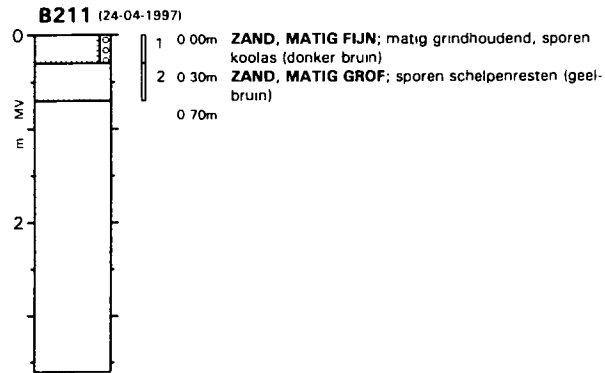 B211 (24-04-1997)
0
1 0 00m ZAND, MATIG FIJN; matig grindhoudend, sporen
koolas (donker bruin)
2 0 30m ZAND, MATIG GROF; sporen schelpenresten (geel-
bruin)
0 70m
m MV
2